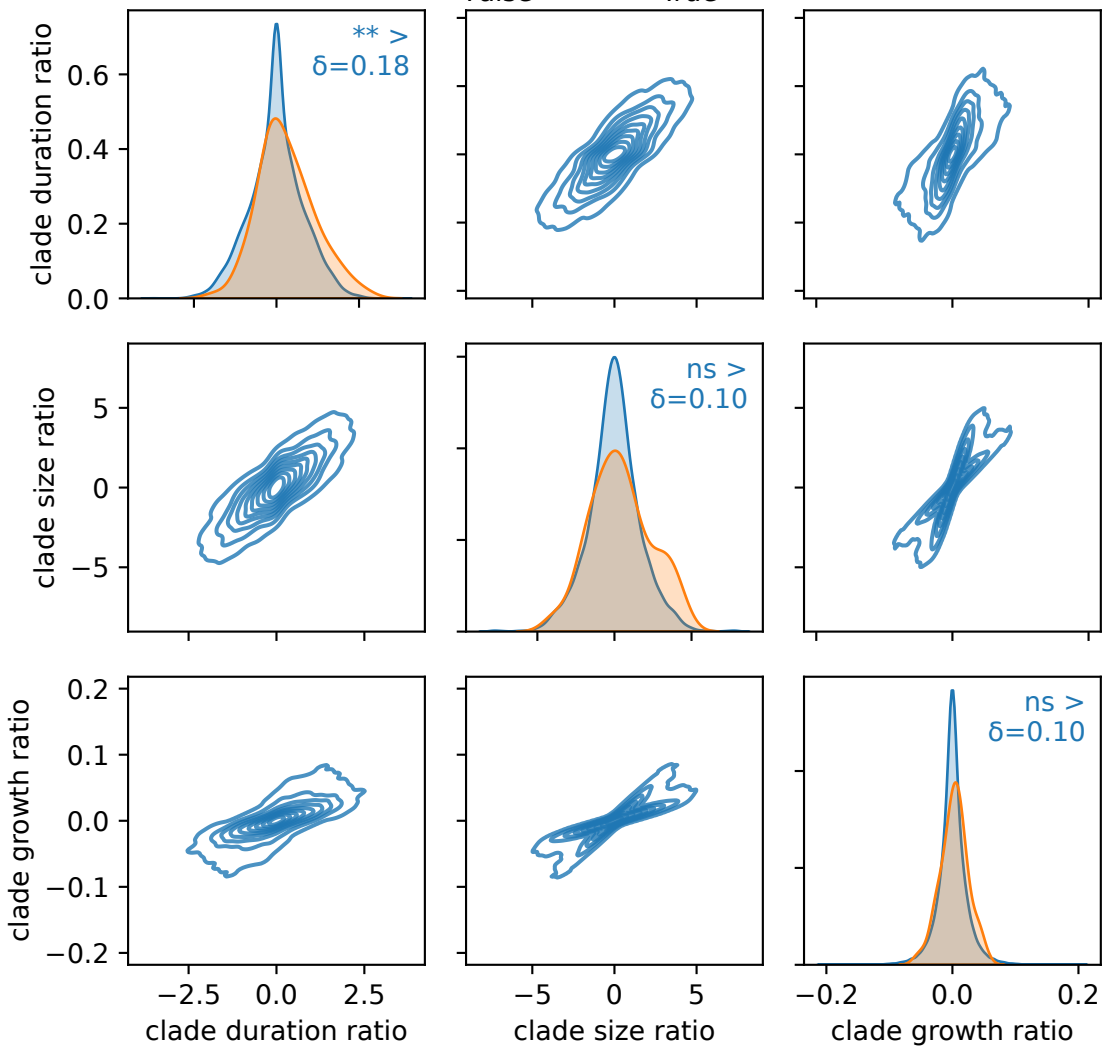 clade duration ratio
0.6
0.4
0.2
0.0
** >
δ=0.18
clade size ratio
5
0
−5
ns >
δ=0.10
clade growth ratio
0.2
0.1
0.0
−0.1
−0.2
ns >
δ=0.10
−2.5 0.0 2.5
−5 0 5
−0.2 0.0 0.2
clade duration ratio
clade size ratio
clade growth ratio